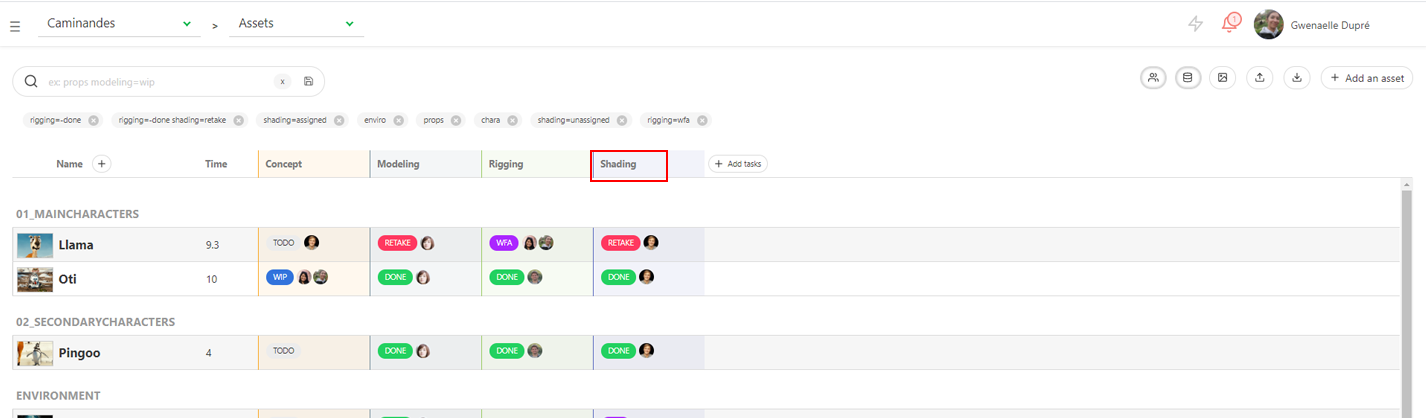 Caminandes > Assets 1 Gwenaelle Dupré
ex: props modeling=wip x Add an asset
rigging=-done rigging=-done shading=retake shading=assigned enviro props chara shading=unassigned rigging=wfa
Name + Time Concept Modeling Rigging Shading + Add tasks
01_MAINCHARACTERS
Llama 9.3 TODO RETAKE WFA RETAKE
Oti 10 WIP DONE DONE DONE
02_SECONDARYCHARACTERS
Pingoo 4 TODO DONE DONE DONE
ENVIRONMENT